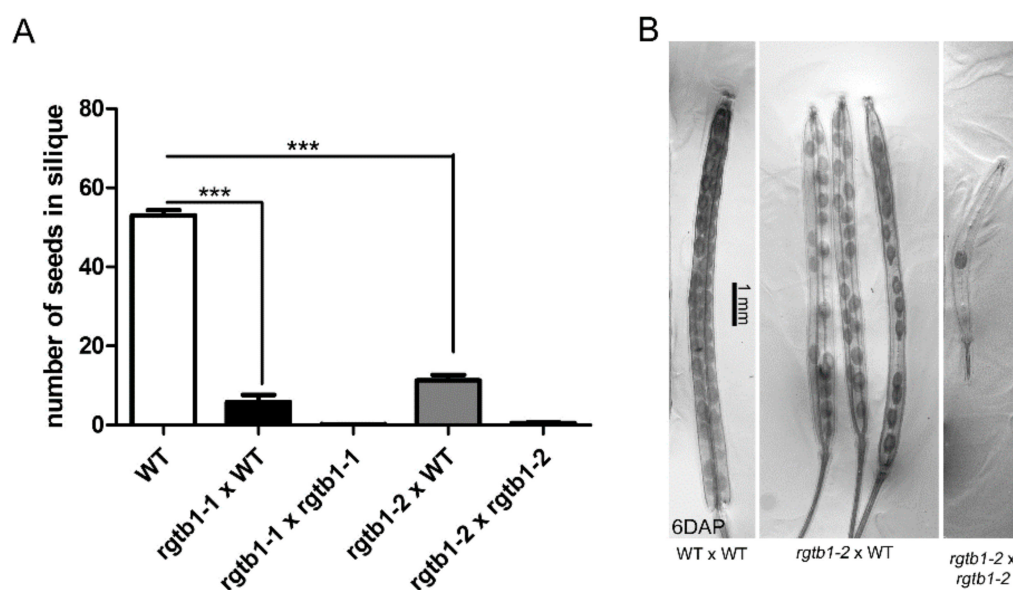 A
number of seeds in silique
80
60
40
20
0
***
***
WT
rgtb1-1 x WT
rgtb1-1 x rgtb1-1
rgtb1-2 x WT
rgtb1-2 x rgtb1-2
B
1 mm
6DAP
WT x WT
rgtb1-2 x WT
rgtb1-2 x
rgtb1-2